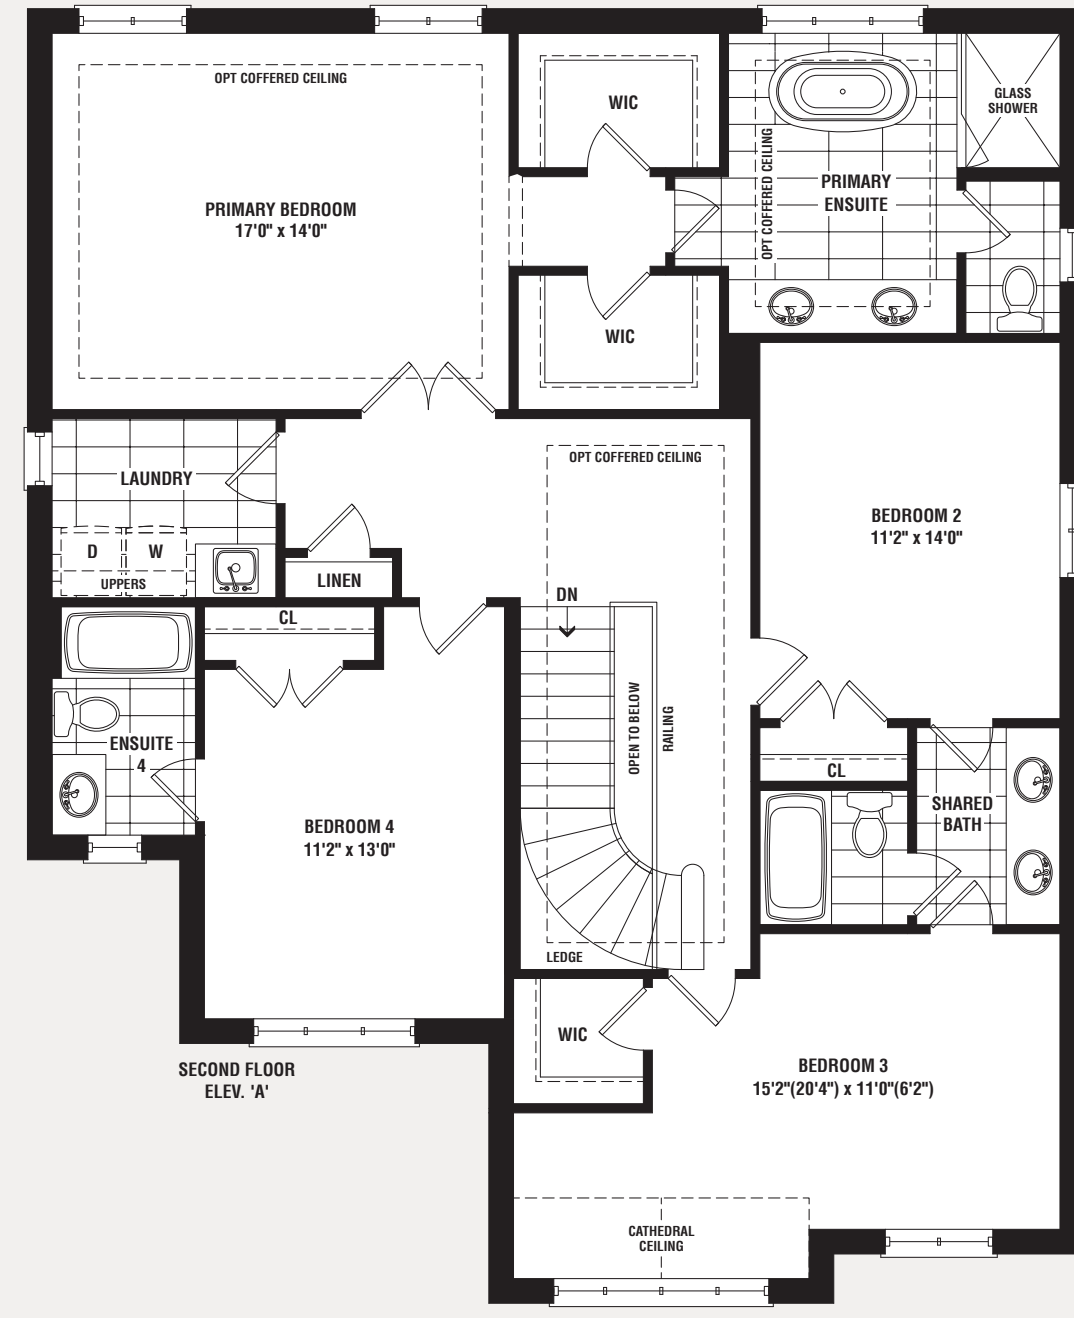 OPT COFFERED CEILING
WIC
GLASS
SHOWER
OPT COFFERED CEILING
PRIMARY
ENSUITE
PRIMARY BEDROOM
17'0" x 14'0"
WIC
LAUNDRY
OPT COFFERED CEILING
BEDROOM 2
11'2" x 14'0"
D
W
UPPERS
LINEN
DN
CL
OPEN TO BELOW
RAILING
ENSUITE
4
CL
SHARED
BATH
BEDROOM 4
11'2" x 13'0"
LEDGE
WIC
BEDROOM 3
15'2"(20'4") x 11'0"(6'2")
SECOND FLOOR
ELEV. 'A'
CATHEDRAL
CEILING